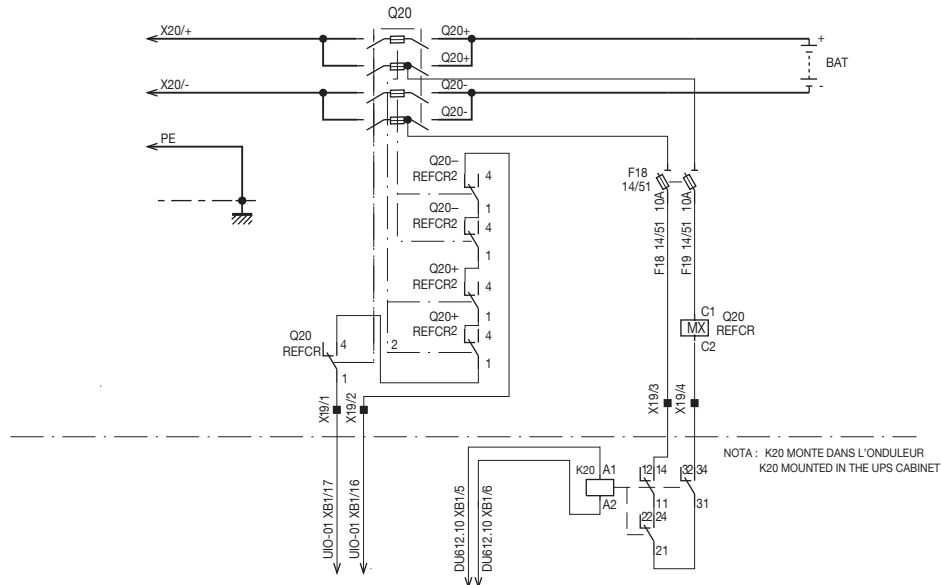 Q20
X20/+
Q20+
Q20+
+
BAT
X20/-
Q20-
-
Q20-
PE
Q20–
REFCR2
4
1
Q20–
REFCR2
4
1
Q20+
REFCR2
4
1
Q20+
REFCR2
4
1
Q20
REFCR
4
2
1
F18
14/51
F18 14/51 10A
F19 14/51 10A
C1
MX
C2
Q20
REFCR
X19/1
X19/2
X19/3
X19/4
NOTA : K20 MONTE DANS L'ONDULEUR
K20 MOUNTED IN THE UPS CABINET
UIO-01 XB1/17
UIO-01 XB1/16
DU612.10 XB1/5
DU612.10 XB1/6
K20
A1
A2
12 14
11
22 24
21
32 34
31